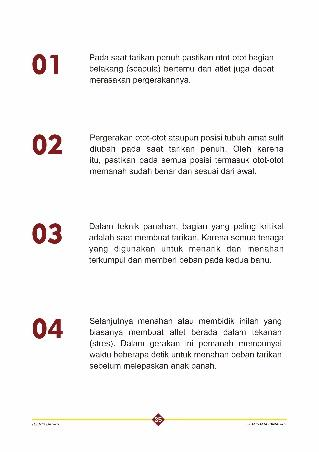 01
Pada saat tarikan penuh pastikan otot-otot bagian
belakang (scapula) bertemu dan atlet juga dapat
merasakan pergerakannya.
02
Pergerakan otot-otot ataupun posisi tubuh amat sulit
diubah pada saat tarikan penuh. Oleh karena
itu, pastikan pada semua posisi termasuk otot-otot
memanah sudah benar dan sesuai dari awal.
03
Dalam teknik panahan, bagian yang paling kritikal
adalah saat membuat tarikan. Karena semua tenaga
yang digunakan untuk menarik dan menahan
terkumpul dan memberi beban pada kedua bahu.
04
Selanjutnya menahan atau membidik inilah yang
biasanya membuat atlet berada dalam tekanan
(stres). Dalam gerakan ini pemanah mempunyai
waktu beberapa detik untuk menahan beban tarikan
sebelum melepaskan anak panah.